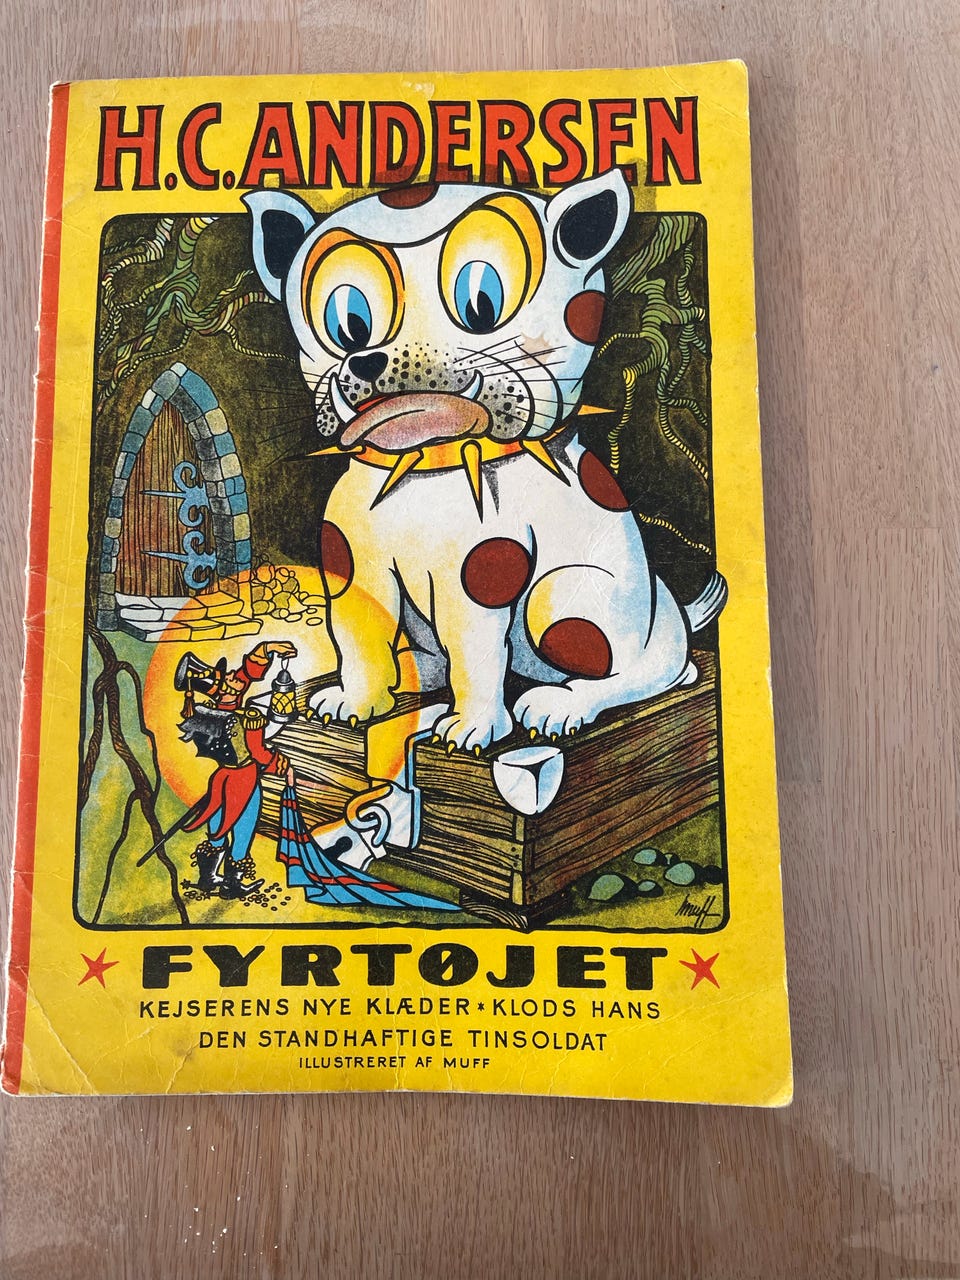 H.C.ANDERSEN
muff
FYRTØJET
KEJSERENS NYE KLÆDER * KLODS HANS
DEN STANDHAFTIGE TINSOLDAT
ILLUSTRERET AF MUFF